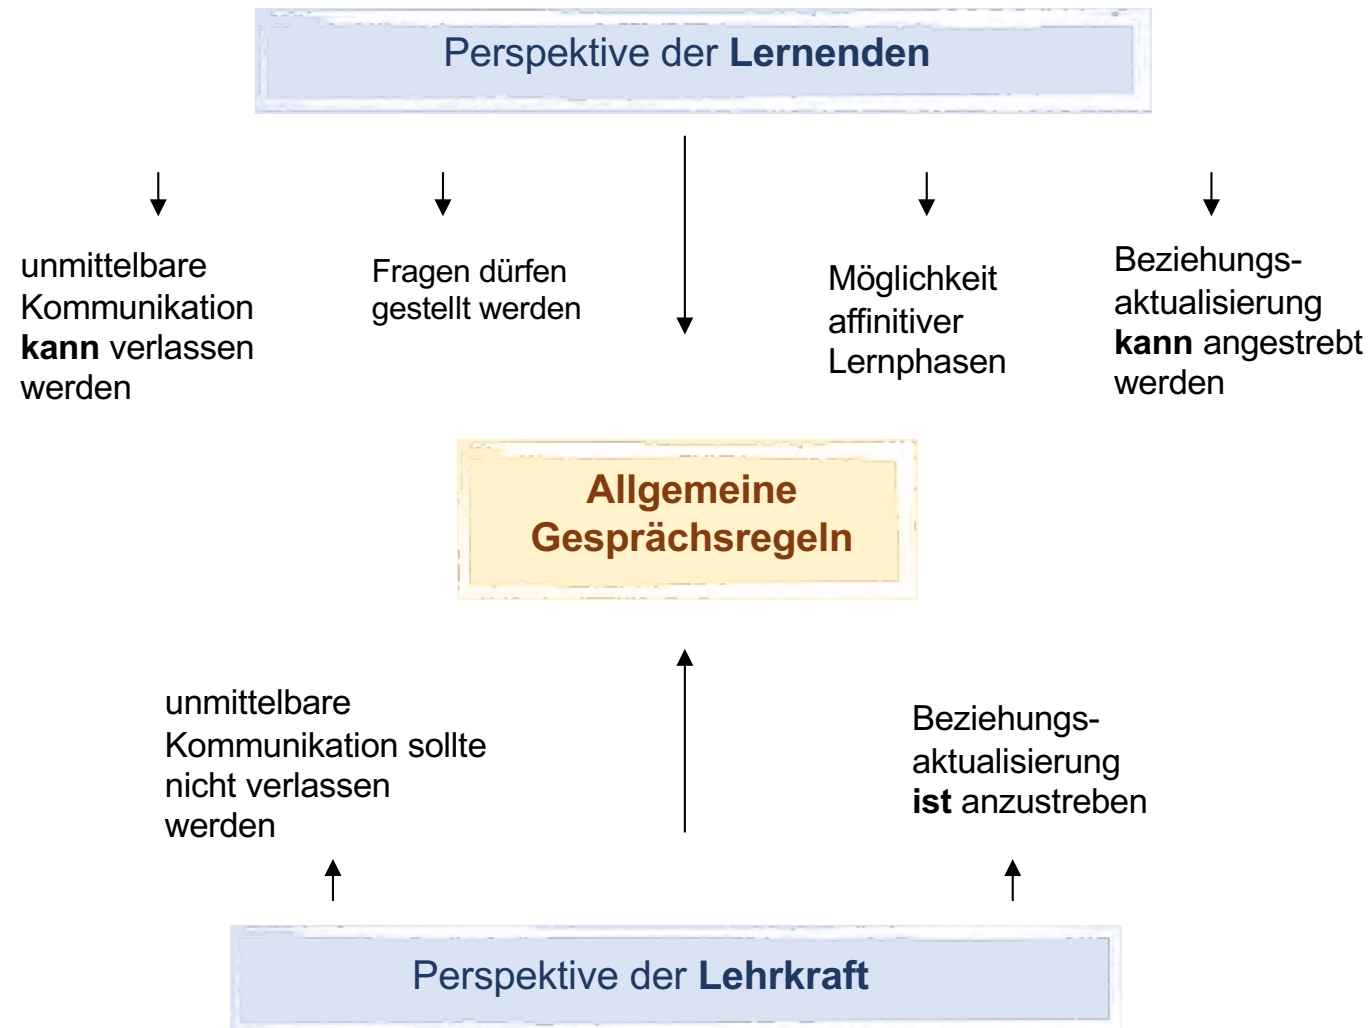 Perspektive der Lernenden
unmittelbare
Kommunikation
kann verlassen
werden
Fragen dürfen
gestellt werden
Möglichkeit
affinitiver
Lernphasen
Beziehungs-
aktualisierung
kann angestrebt
werden
Allgemeine
Gesprächsregeln
unmittelbare
Kommunikation sollte
nicht verlassen
werden
Beziehungs-
aktualisierung
ist anzustreben
Perspektive der Lehrkraft